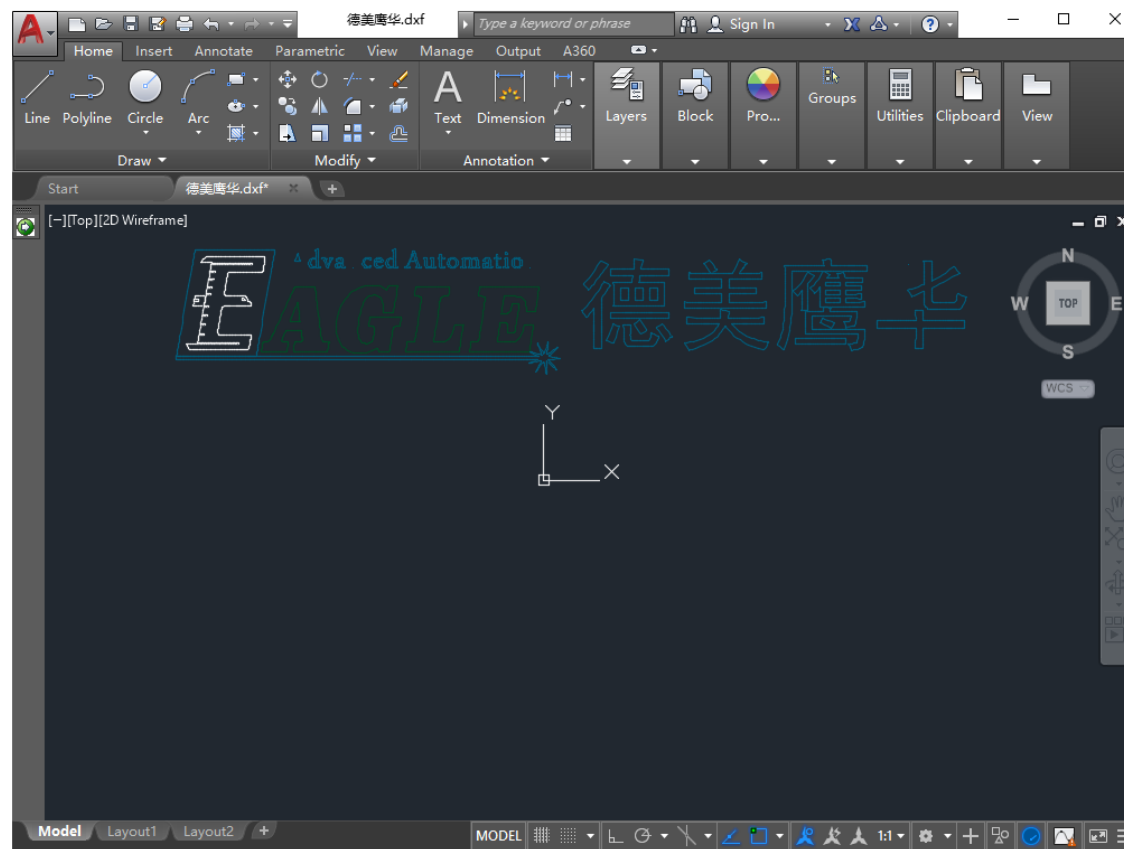 德美鹰华.dxf Type a keyword or phrase Sign In
Home Insert Annotate Parametric View Manage Output A360
Line Polyline Circle Arc Text Dimension Layers Block Pro... Groups Utilities Clipboard View
Draw Modify Annotation
Start 德美鹰华.dxf*
[−][Top][2D Wireframe]
Adva ced Automatio
EAGLE
德美鹰华
N
W TOP E
S
WCS
Y
X
Model Layout1 Layout2 MODEL 1:1